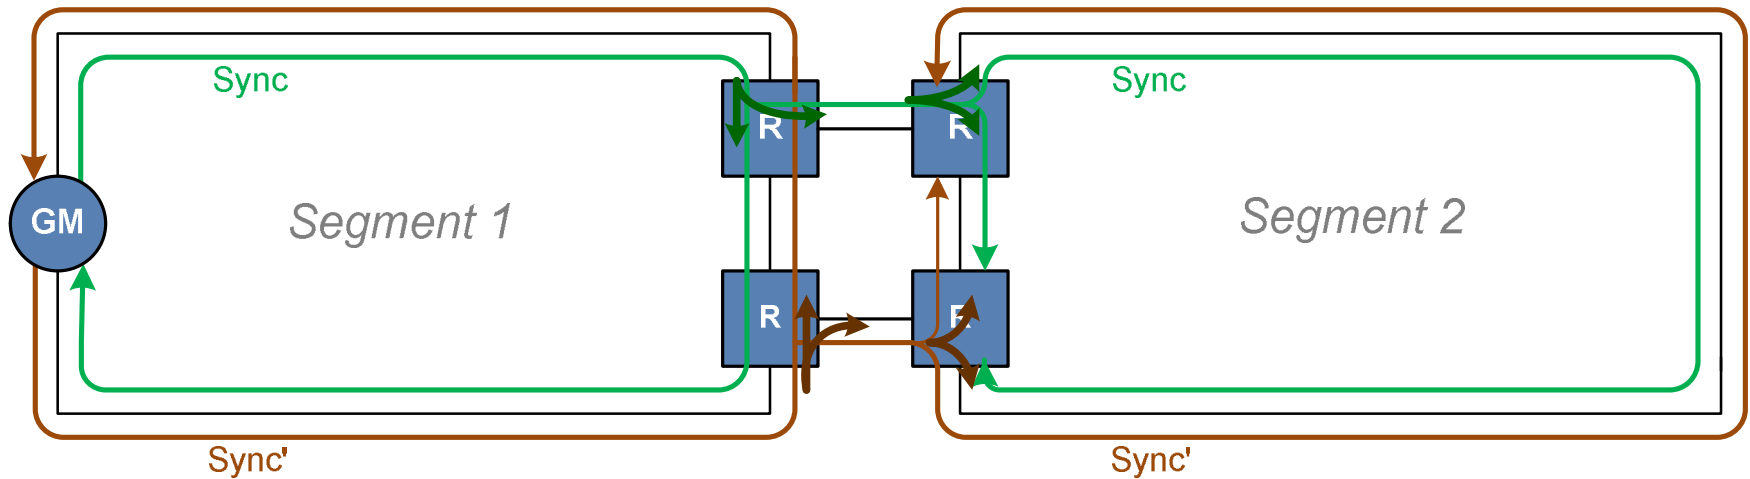 Sync
Sync
R
R
GM
Segment 1
Segment 2
R
R
Sync'
Sync'